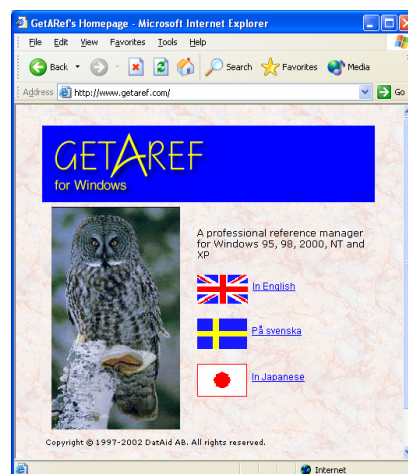 GetARef's Homepage - Microsoft Internet Explorer
File Edit View Favorites Tools Help
Back Search Favorites Media
Address http://www.getaref.com/ Go
GETAREF
for Windows
A professional reference manager
for Windows 95, 98, 2000, NT and
XP
In English
På svenska
In Japanese
Copyright © 1997-2002 DatAid AB. All rights reserved.
Internet